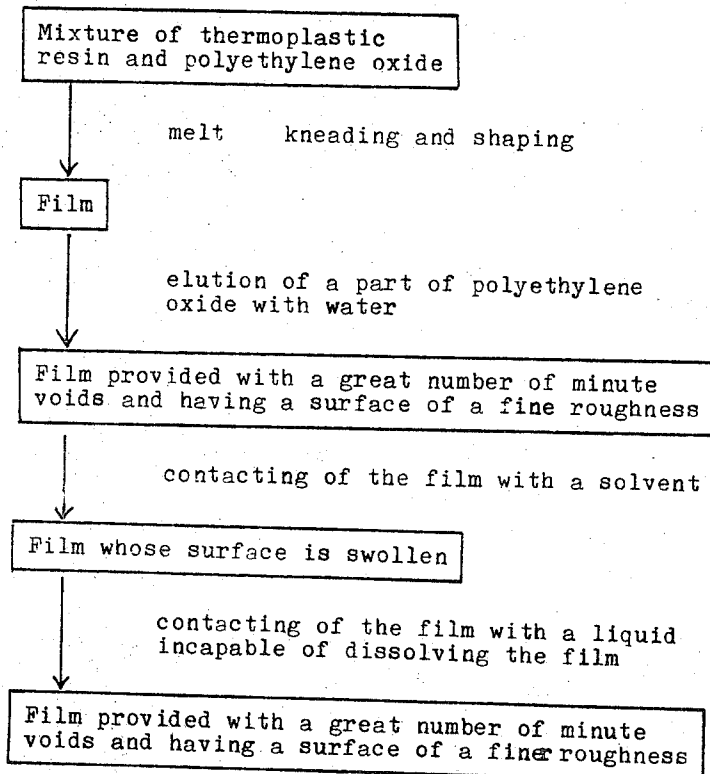 Mixture of thermoplastic
resin and polyethylene oxide
melt kneading and shaping
Film
elution of a part of polyethylene
oxide with water
Film provided with a great number of minute
voids and having a surface of a fine roughness
contacting of the film with a solvent
Film whose surface is swollen
contacting of the film with a liquid
incapable of dissolving the film
Film provided with a great number of minute
voids and having a surface of a finer roughness